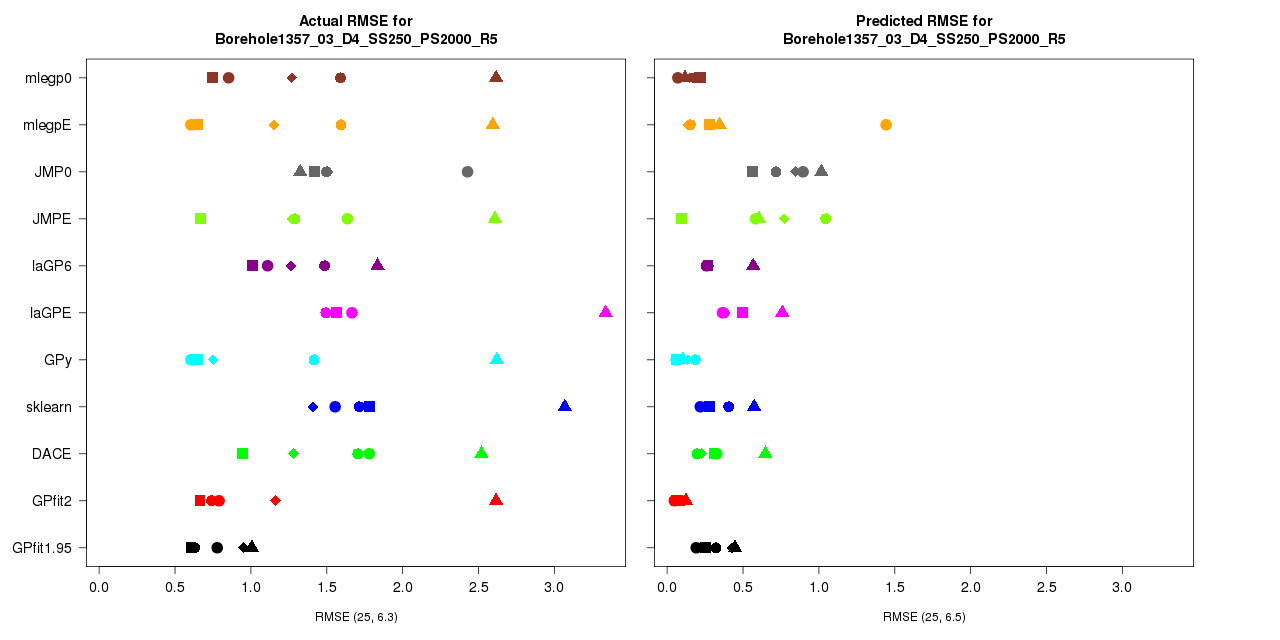 Actual RMSE for
Borehole1357_03_D4_SS250_PS2000_R5
Predicted RMSE for
Borehole1357_03_D4_SS250_PS2000_R5
mlegp0
mlegpE
JMP0
JMPE
laGP6
laGPE
GPy
sklearn
DACE
GPfit2
GPfit1.95
0.0 0.5 1.0 1.5 2.0 2.5 3.0
0.0 0.5 1.0 1.5 2.0 2.5 3.0
RMSE (25, 6.3)
RMSE (25, 6.5)